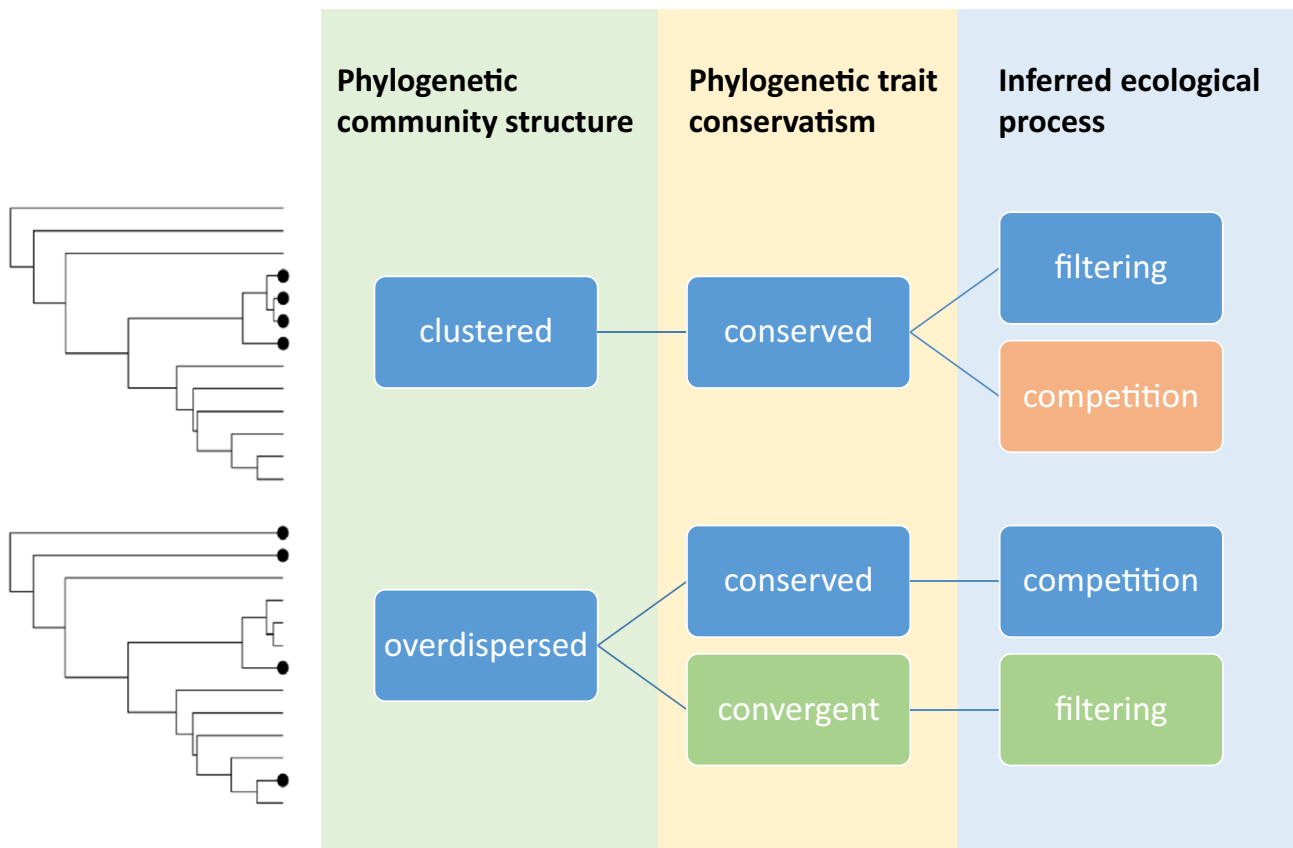 Phylogenetic
community structure
Phylogenetic trait
conservatism
Inferred ecological
process
clustered
conserved
filtering
competition
overdispersed
conserved
competition
convergent
filtering